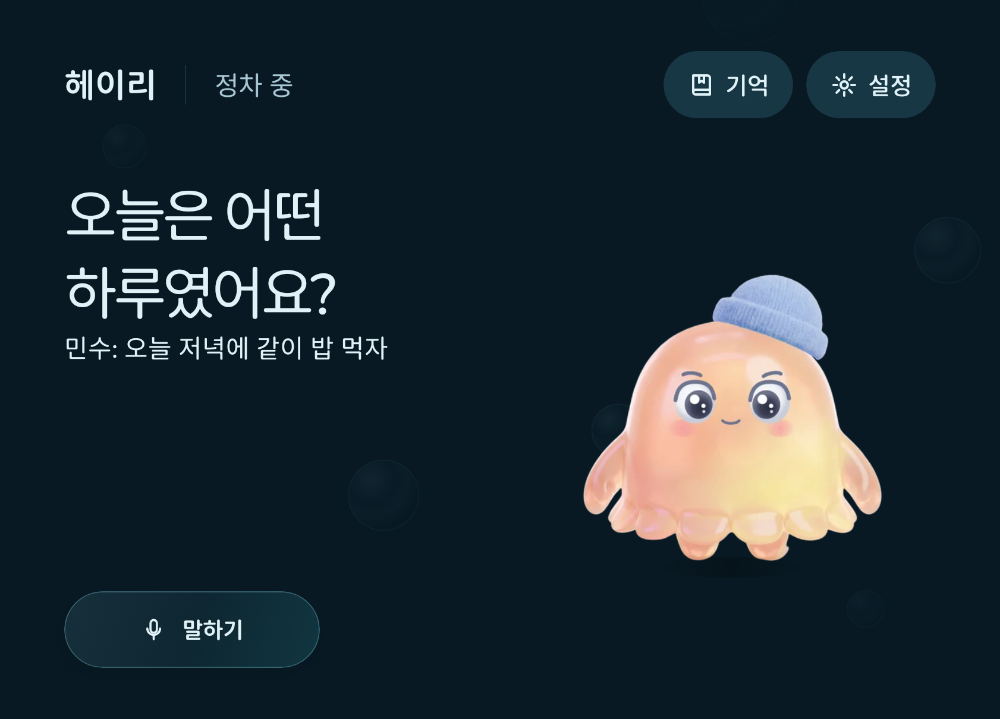 헤이리
정차 중
기억
설정
오늘은 어떤
하루였어요?
민수: 오늘 저녁에 같이 밥 먹자
말하기